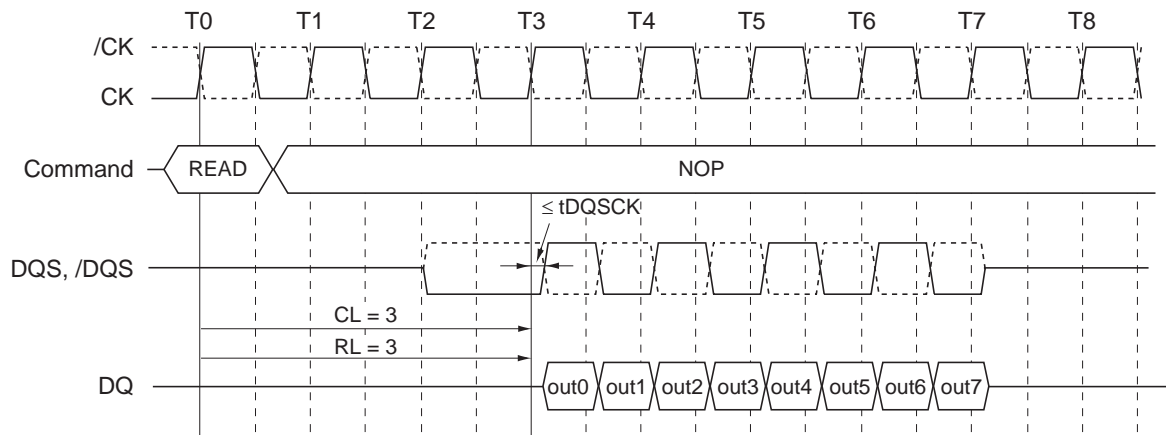 T0 T1 T2 T3 T4 T5 T6 T7 T8
/CK
CK
Command READ NOP
≤ tDQSCK
DQS, /DQS
CL = 3
RL = 3
DQ out0 out1 out2 out3 out4 out5 out6 out7